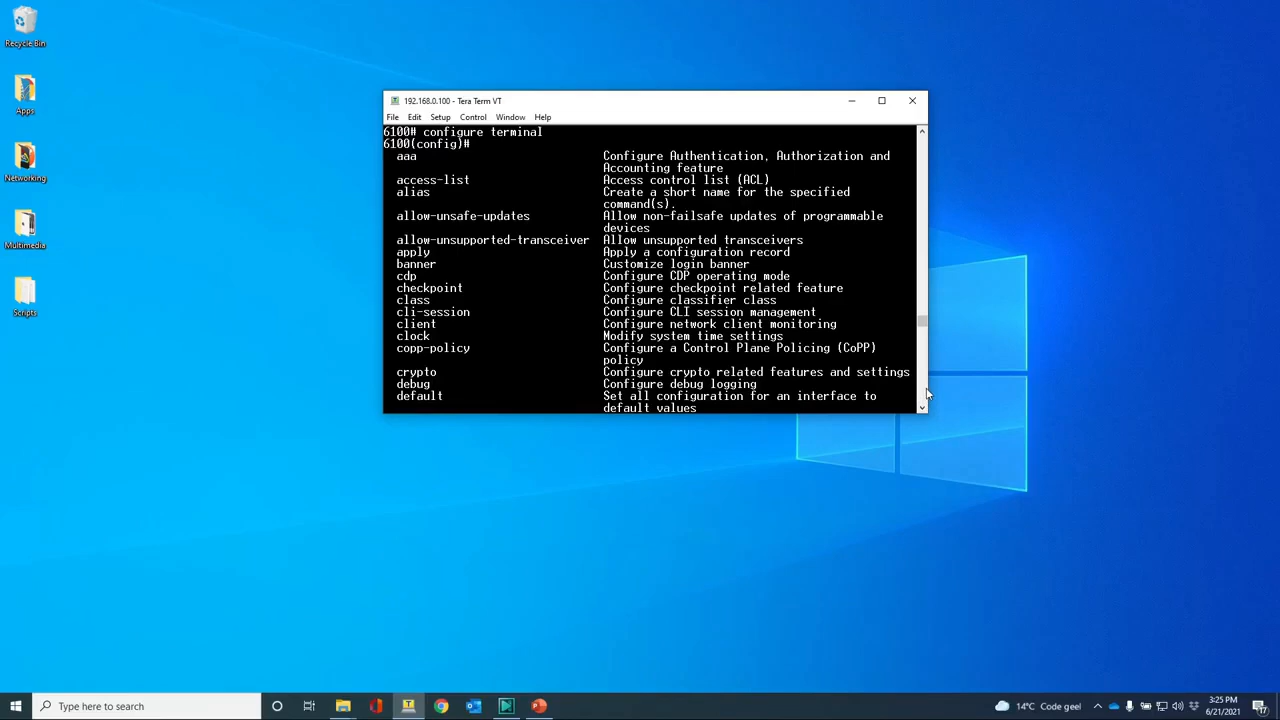 Recycle Bin
Apps
Networking
Multimedia
Scripts
192.168.0.100 - Tera Term VT
File Edit Setup Control Window Help
6100# configure terminal
6100(config)#
aaa Configure Authentication, Authorization and
Accounting feature
access-list Access control list (ACL)
alias Create a short name for the specified
command(s).
allow-unsafe-updates Allow non-failsafe updates of programmable
devices
allow-unsupported-transceiver Allow unsupported transceivers
apply Apply a configuration record
banner Customize login banner
cdp Configure CDP operating mode
checkpoint Configure checkpoint related feature
class Configure classifier class
cli-session Configure CLI session management
client Configure network client monitoring
clock Modify system time settings
copp-policy Configure a Control Plane Policing (CoPP)
policy
crypto Configure crypto related features and settings
debug Configure debug logging
default Set all configuration for an interface to
default values
Type here to search
14°C Code geel
3:25 PM
6/21/2021
17